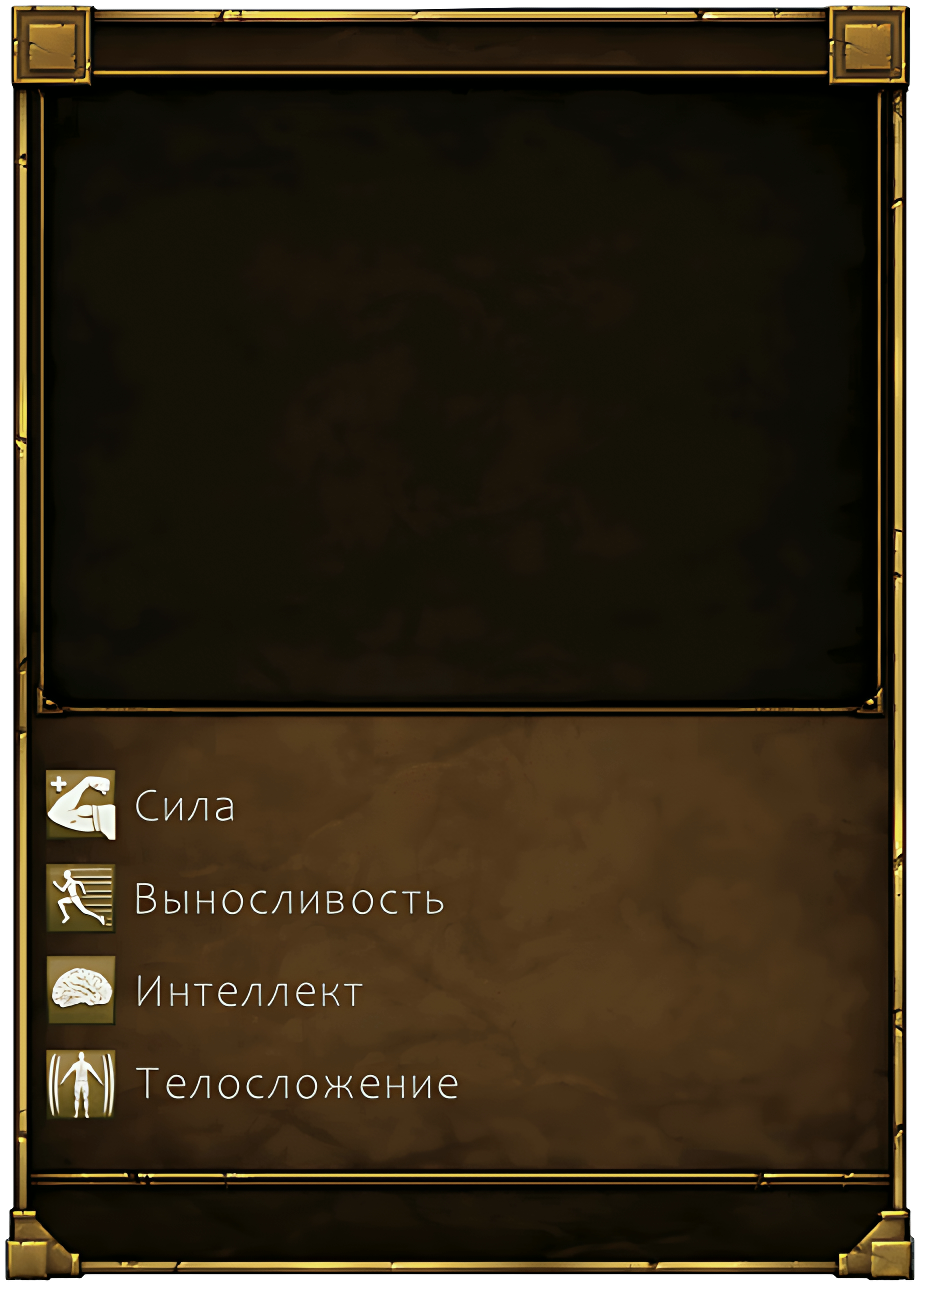 Сила
Выносливость
Интеллект
Телосложение